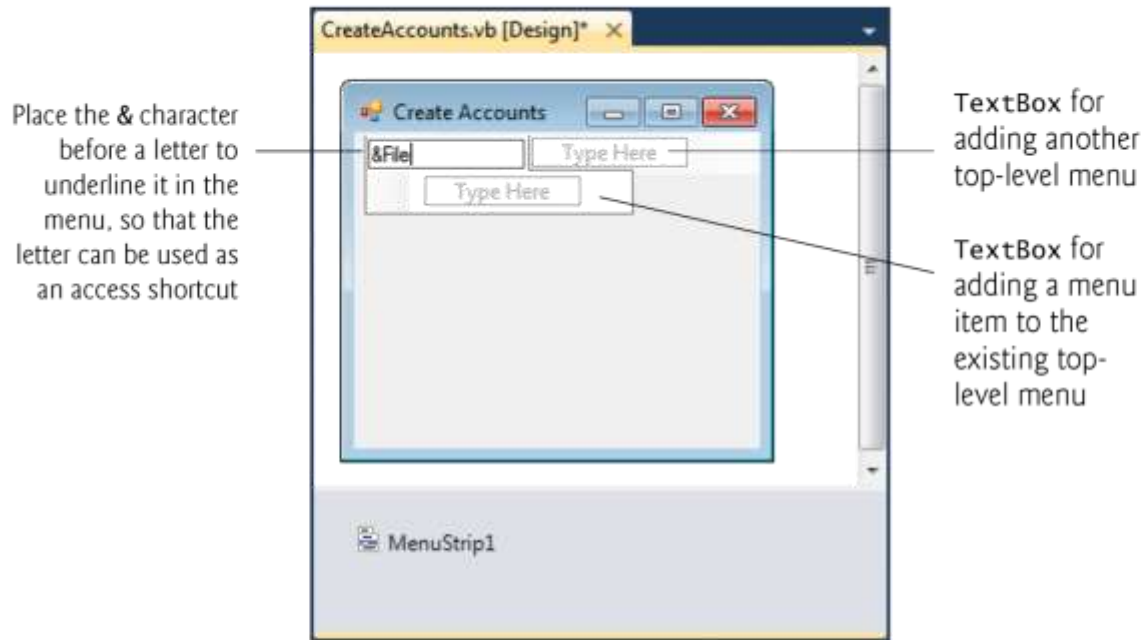 CreateAccounts.vb [Design]*
Place the & character
before a letter to
underline it in the
menu, so that the
letter can be used as
an access shortcut
Create Accounts
&File
Type Here
Type Here
TextBox for
adding another
top-level menu
TextBox for
adding a menu
item to the
existing top-
level menu
MenuStrip1